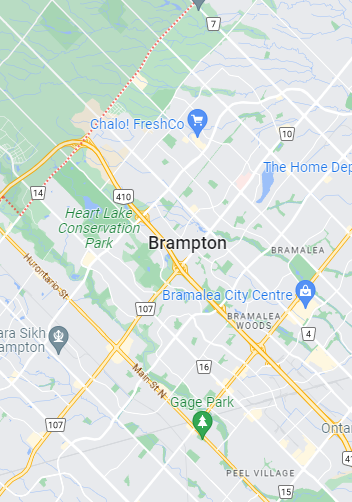 7
Chalo! FreshCo
10
The Home Dep
14
410
Heart Lake
Conservation
Park
Brampton
BRAMALEA
Hurontario St
Bramalea City Centre
107
BRAMALEA
WOODS
4
ara Sikh
ampton
16
Main St N
Gage Park
107
Ontar
41
PEEL VILLAGE
15